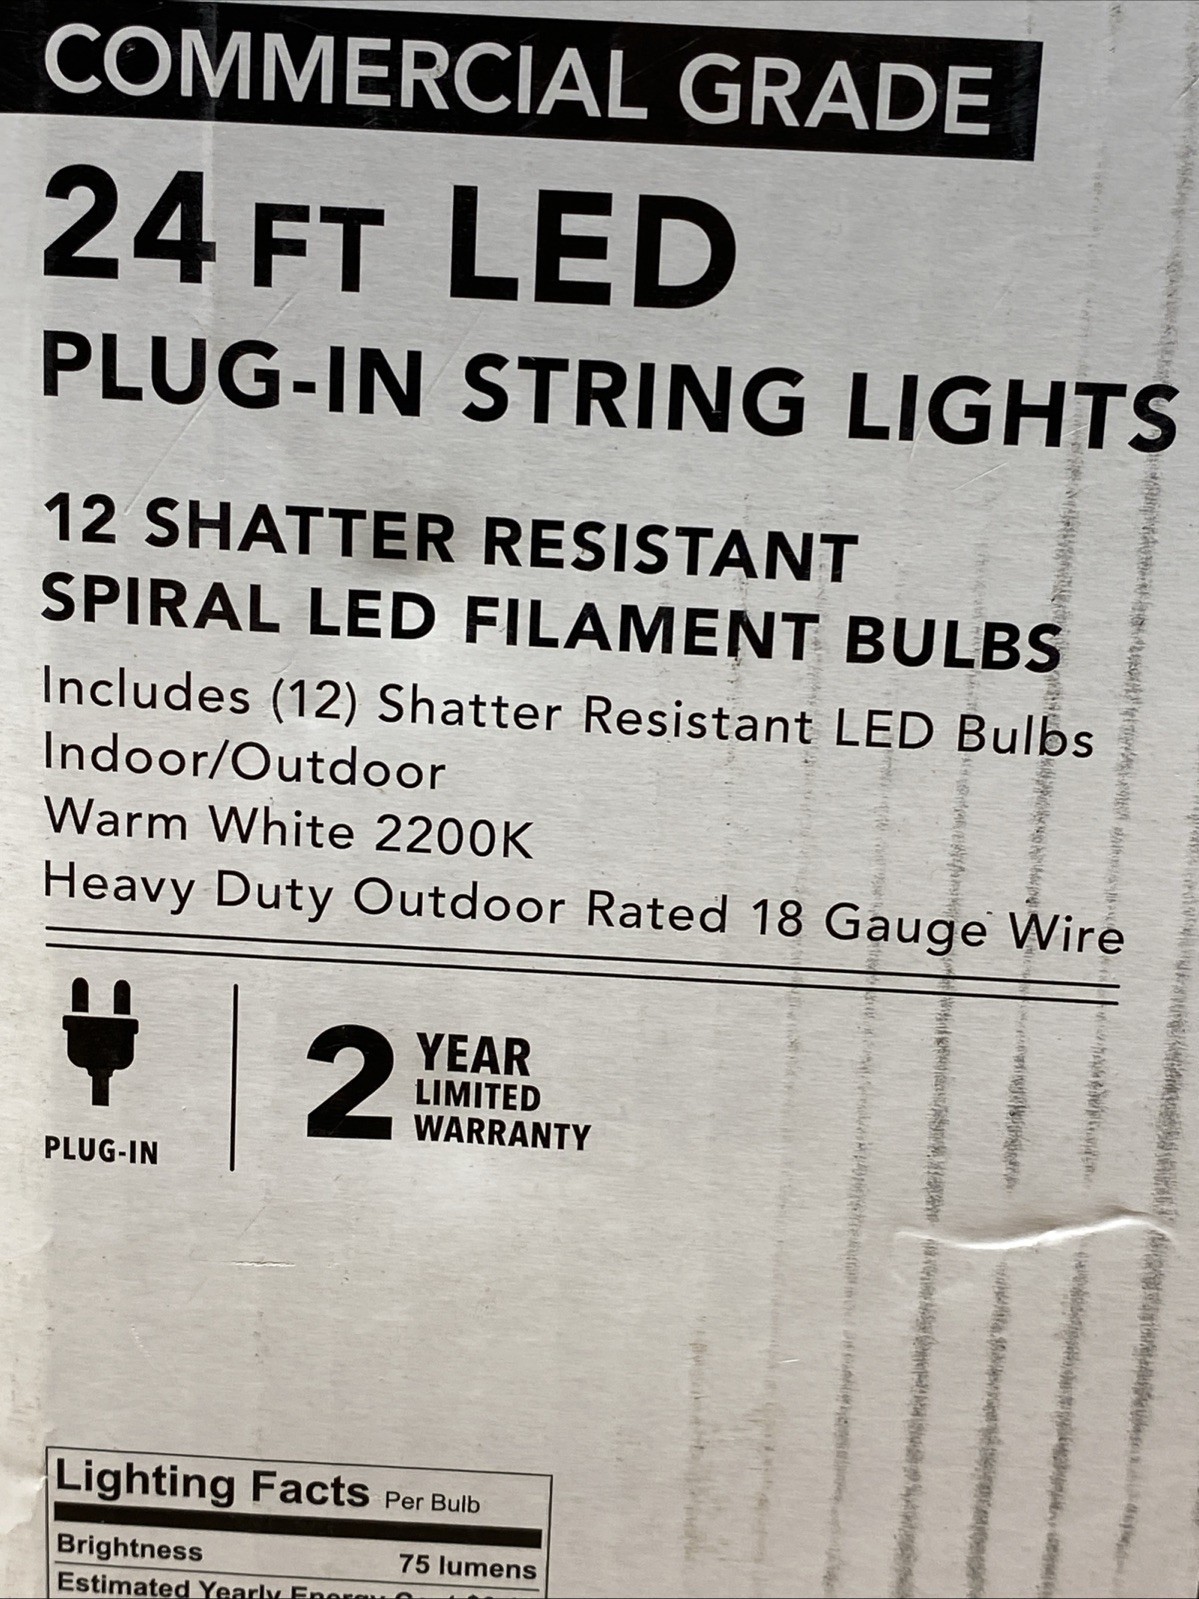 COMMERCIAL GRADE
24 FT LED
PLUG-IN STRING LIGHTS
12 SHATTER RESISTANT
SPIRAL LED FILAMENT BULBS
Includes (12) Shatter Resistant LED Bulbs
Indoor/Outdoor
Warm White 2200K
Heavy Duty Outdoor Rated 18 Gauge Wire
PLUG-IN
2 YEAR
LIMITED
WARRANTY
Lighting Facts Per Bulb
Brightness 75 lumens
Estimated Yearly Energy